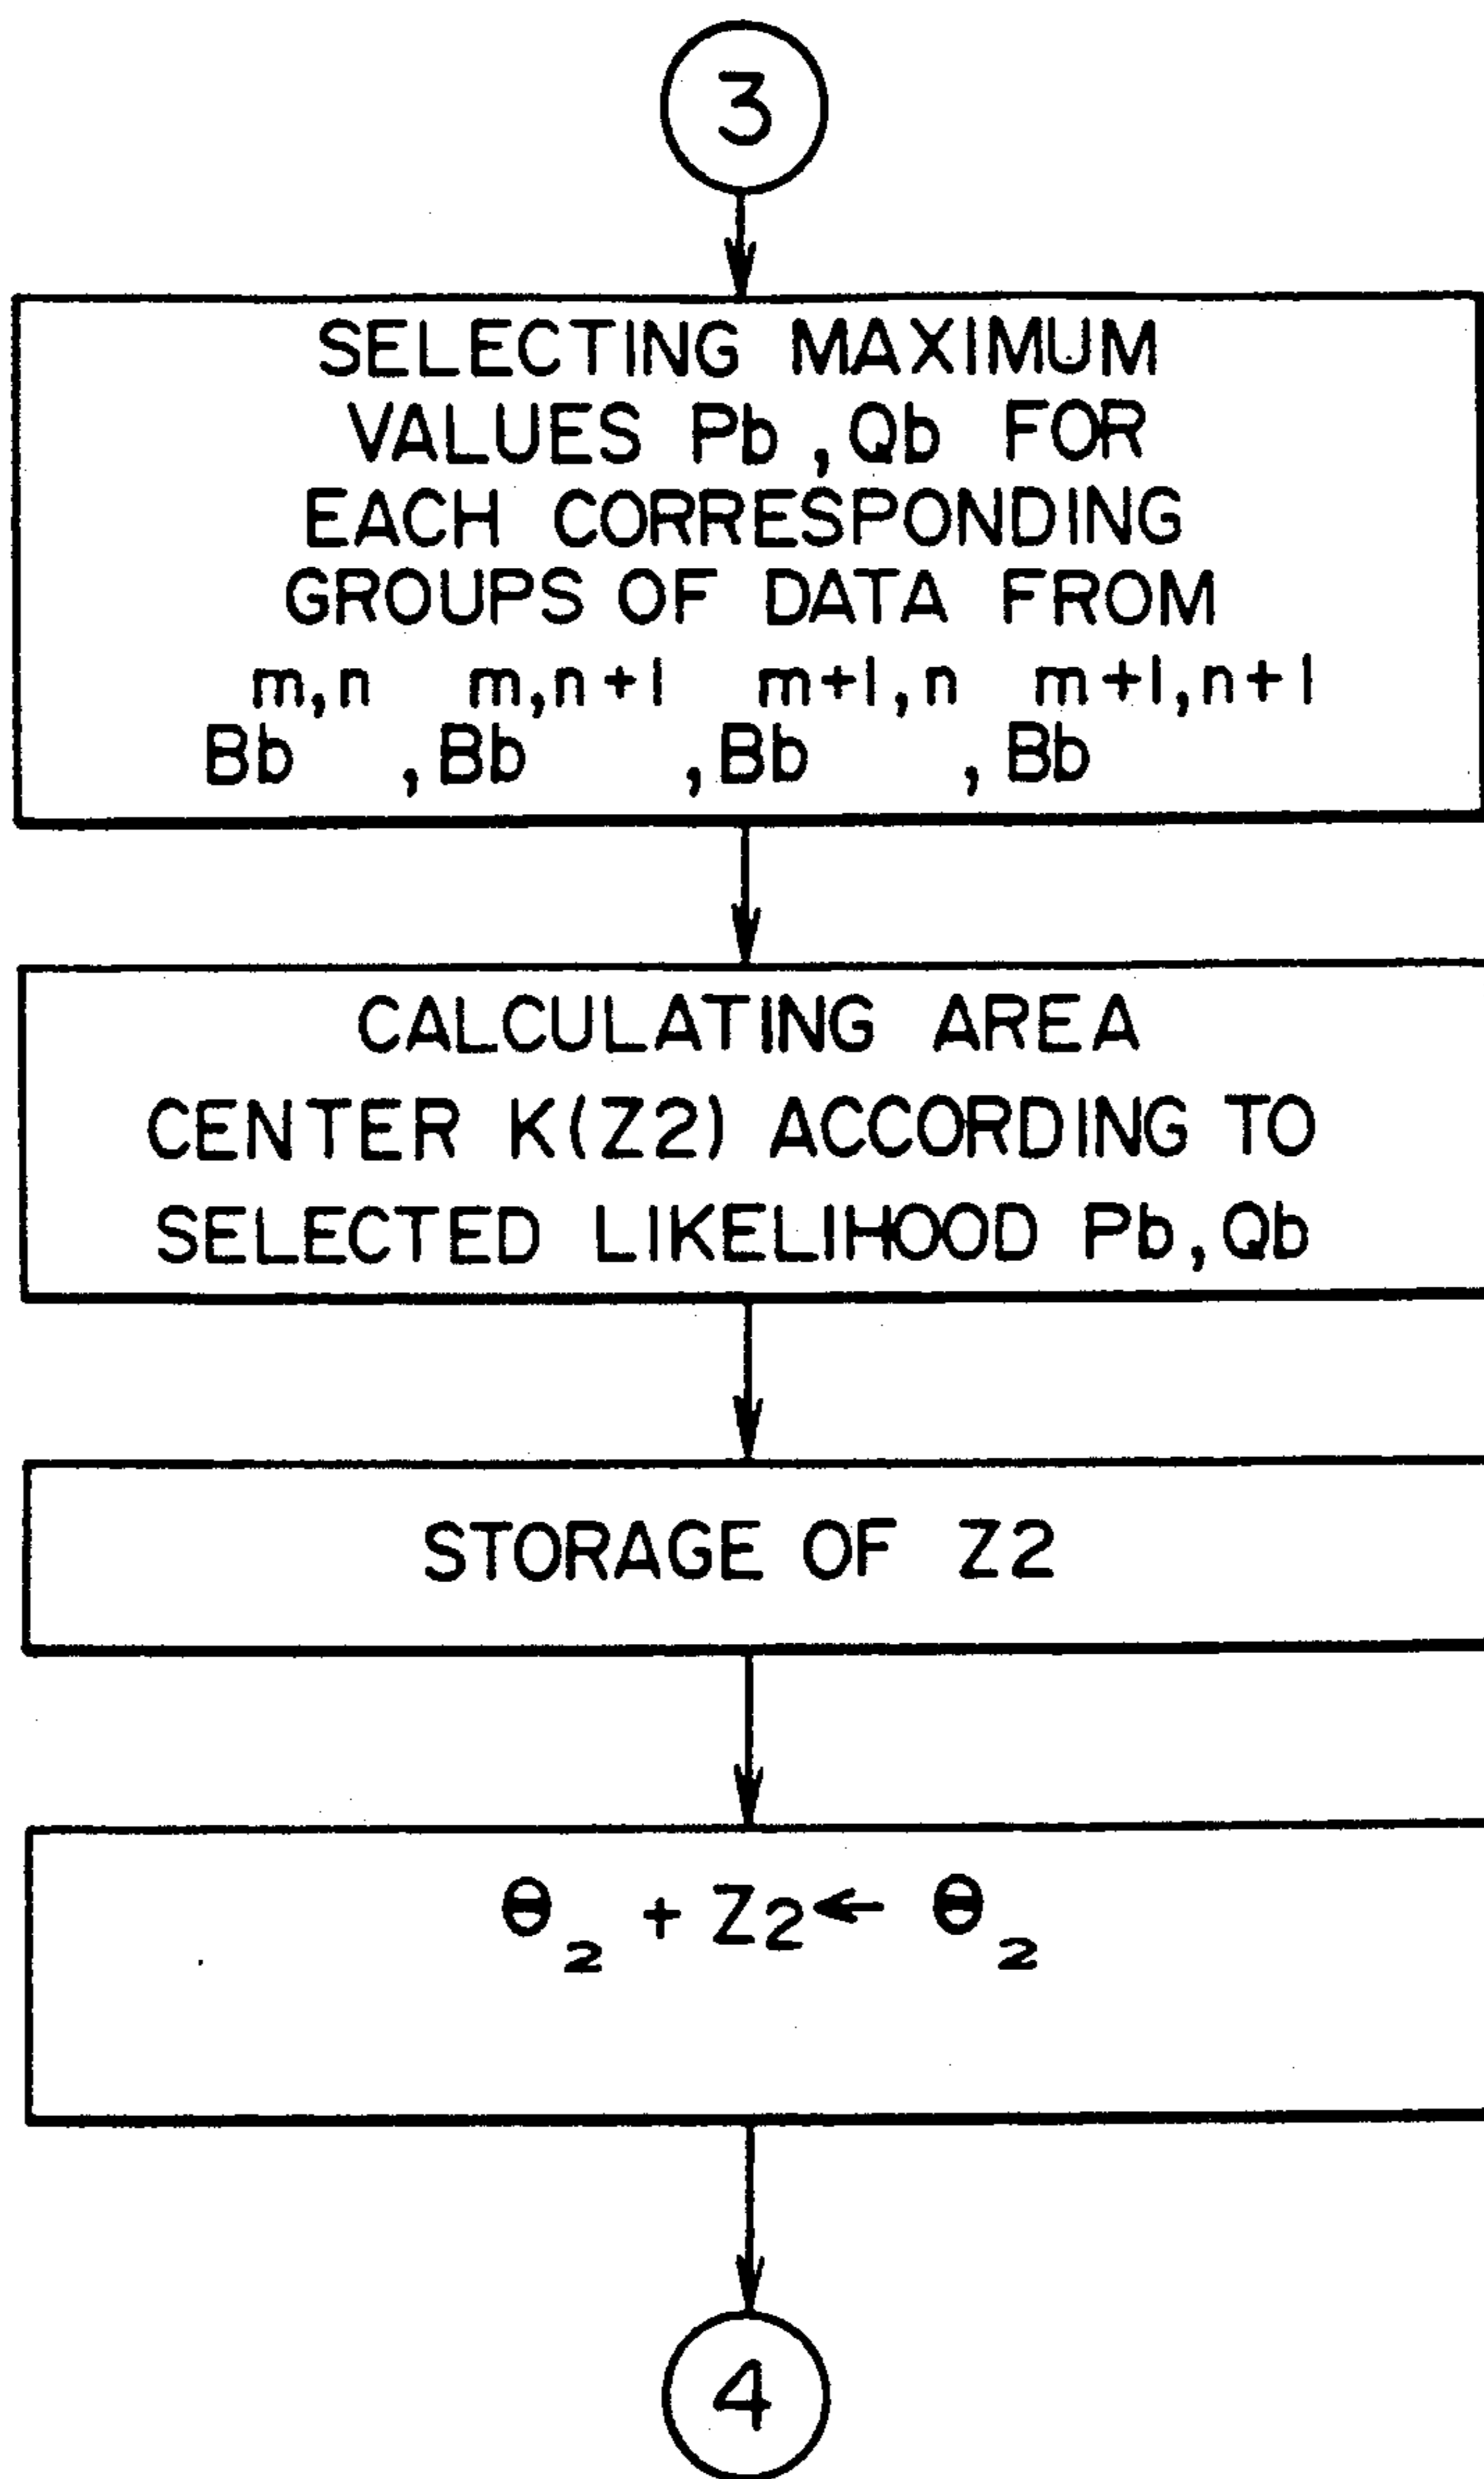 3
SELECTING MAXIMUM
VALUES Pb,Qb FOR
EACH CORRESPONDING
GROUPS OF DATA FROM
m,n m,n+1 m+1,n m+1,n+1
Bb ,Bb ,Bb ,Bb
CALCULATING AREA
CENTER K(Z2) ACCORDING TO
SELECTED LIKELIHOOD Pb,Qb
STORAGE OF Z2
θ₂ + Z2 ← θ₂
4